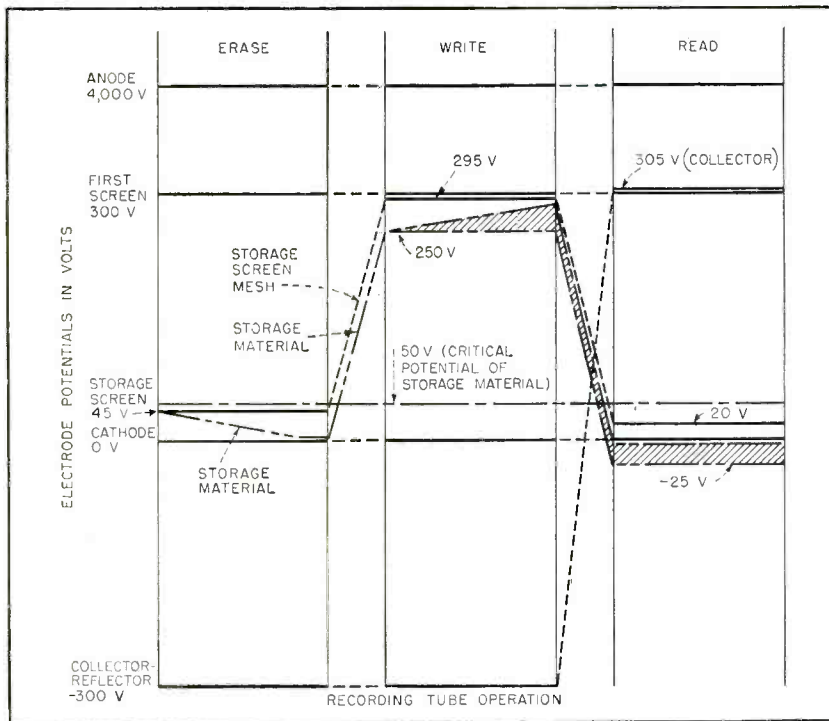 ERASE
WRITE
READ
ANODE
4,000 V
295 V
305 V (COLLECTOR)
FIRST
SCREEN
300 V
250 V
STORAGE
SCREEN
MESH
STORAGE
MATERIAL
50 V (CRITICAL
POTENTIAL OF
STORAGE MATERIAL)
STORAGE
SCREEN
45 V
20 V
CATHODE
0 V
STORAGE
MATERIAL
-25 V
ELECTRODE POTENTIALS IN VOLTS
COLLECTOR-
REFLECTOR
-300 V
RECORDING TUBE OPERATION